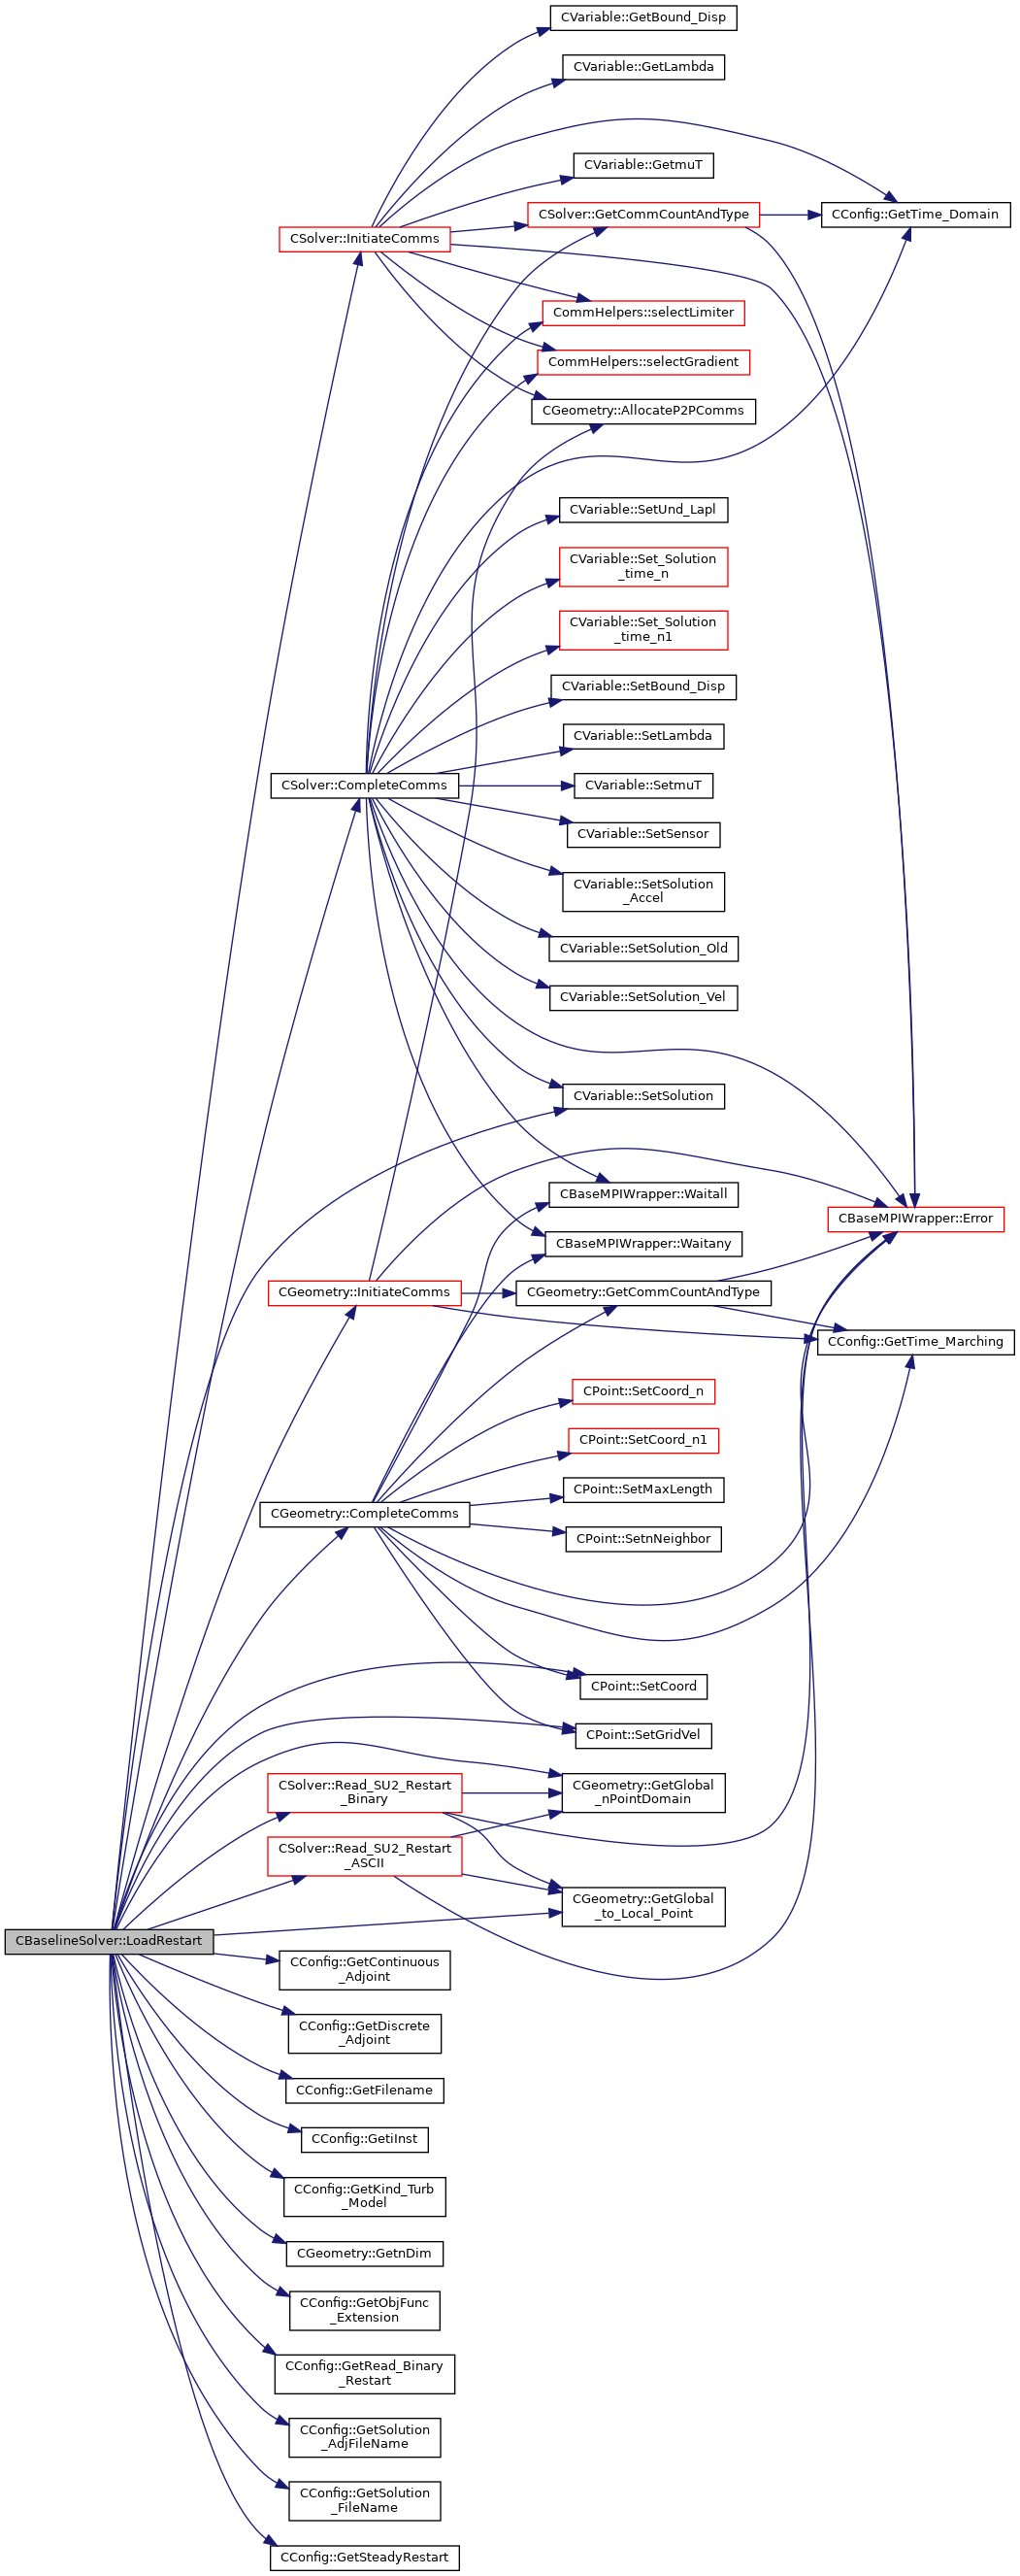 CVariable::GetBound_Disp
CVariable::GetLambda
CVariable::GetmuT
CSolver::GetCommCountAndType
CConfig::GetTime_Domain
CSolver::InitiateComms
CommHelpers::selectLimiter
CommHelpers::selectGradient
CGeometry::AllocateP2PComms
CVariable::SetUnd_Lapl
CVariable::Set_Solution
_time_n
CVariable::Set_Solution
_time_n1
CVariable::SetBound_Disp
CVariable::SetLambda
CSolver::CompleteComms
CVariable::SetmuT
CVariable::SetSensor
CVariable::SetSolution
_Accel
CVariable::SetSolution_Old
CVariable::SetSolution_Vel
CVariable::SetSolution
CBaseMPIWrapper::Waitall
CBaseMPIWrapper::Error
CBaseMPIWrapper::Waitany
CGeometry::InitiateComms
CGeometry::GetCommCountAndType
CConfig::GetTime_Marching
CPoint::SetCoord_n
CPoint::SetCoord_n1
CPoint::SetMaxLength
CGeometry::CompleteComms
CPoint::SetnNeighbor
CPoint::SetCoord
CPoint::SetGridVel
CSolver::Read_SU2_Restart
_Binary
CGeometry::GetGlobal
_nPointDomain
CSolver::Read_SU2_Restart
_ASCII
CGeometry::GetGlobal
_to_Local_Point
CBaselineSolver::LoadRestart
CConfig::GetContinuous
_Adjoint
CConfig::GetDiscrete
_Adjoint
CConfig::GetFilename
CConfig::GetiInst
CConfig::GetKind_Turb
_Model
CGeometry::GetnDim
CConfig::GetObjFunc
_Extension
CConfig::GetRead_Binary
_Restart
CConfig::GetSolution
_AdjFileName
CConfig::GetSolution
_FileName
CConfig::GetSteadyRestart